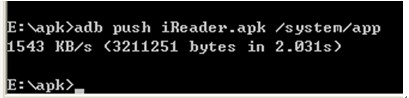 E:\apk>adb push iReader.apk /system/app
1543 KB/s (3211251 bytes in 2.031s)
E:\apk>_